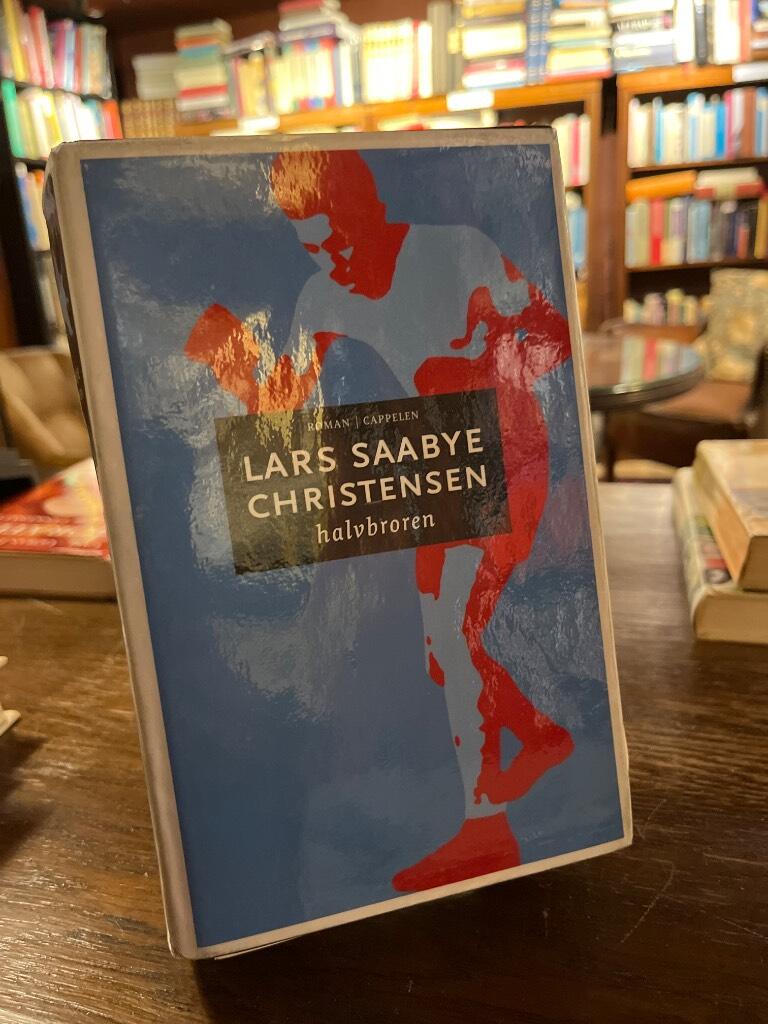 ROMAN | CAPPELEN
LARS SAABYE
CHRISTENSEN
halvbroren